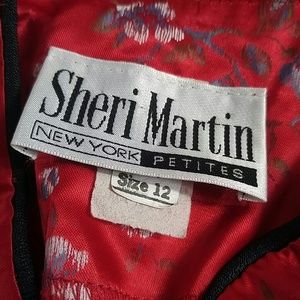 Sheri Martin
NEW YORK PETITES
Size 12